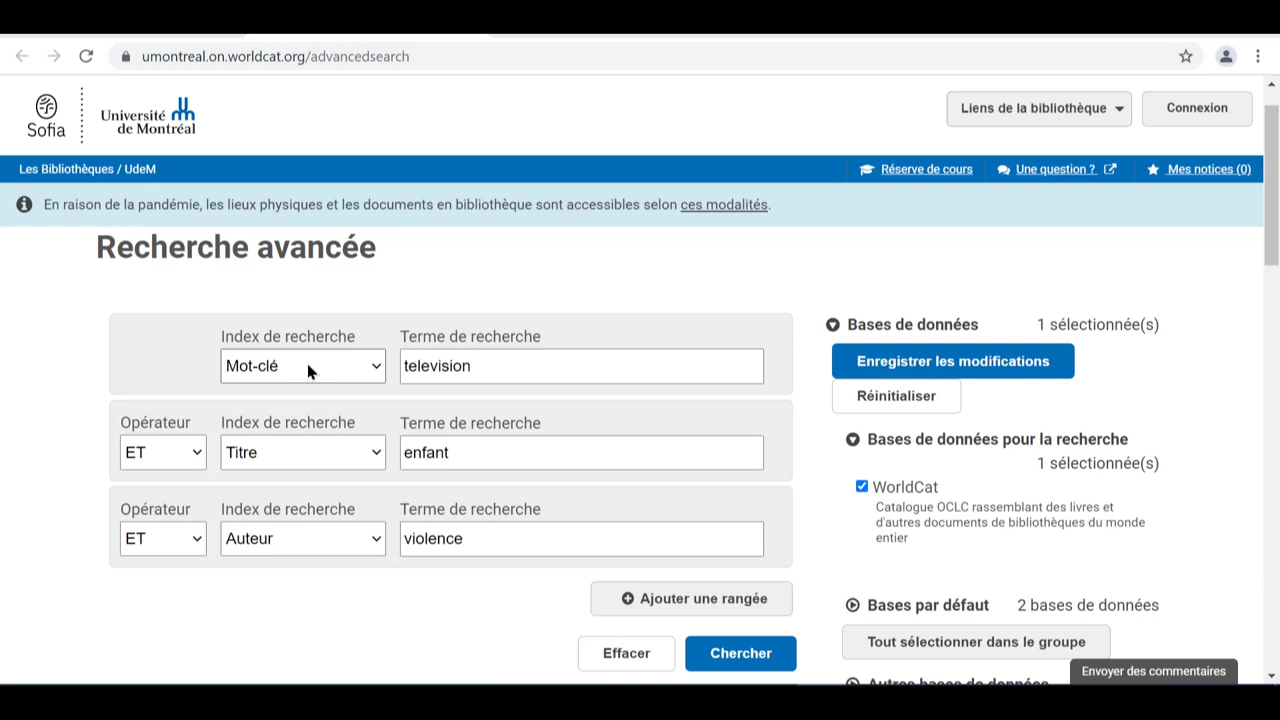 umontreal.on.worldcat.org/advancedsearch
Sofia
Université
de Montréal
Liens de la bibliothèque
Connexion
Les Bibliothèques / UdeM
Réserve de cours
Une question ?
Mes notices (0)
En raison de la pandémie, les lieux physiques et les documents en bibliothèque sont accessibles selon ces modalités.
Recherche avancée
Index de recherche
Terme de recherche
Mot-clé
television
Opérateur
Index de recherche
Terme de recherche
ET
Titre
enfant
Opérateur
Index de recherche
Terme de recherche
ET
Auteur
violence
Ajouter une rangée
Effacer
Chercher
Bases de données
1 sélectionnée(s)
Enregistrer les modifications
Réinitialiser
Bases de données pour la recherche
1 sélectionnée(s)
WorldCat
Catalogue OCLC rassemblant des livres et
d'autres documents de bibliothèques du monde
entier
Bases par défaut
2 bases de données
Tout sélectionner dans le groupe
Autres bases de données
Envoyer des commentaires